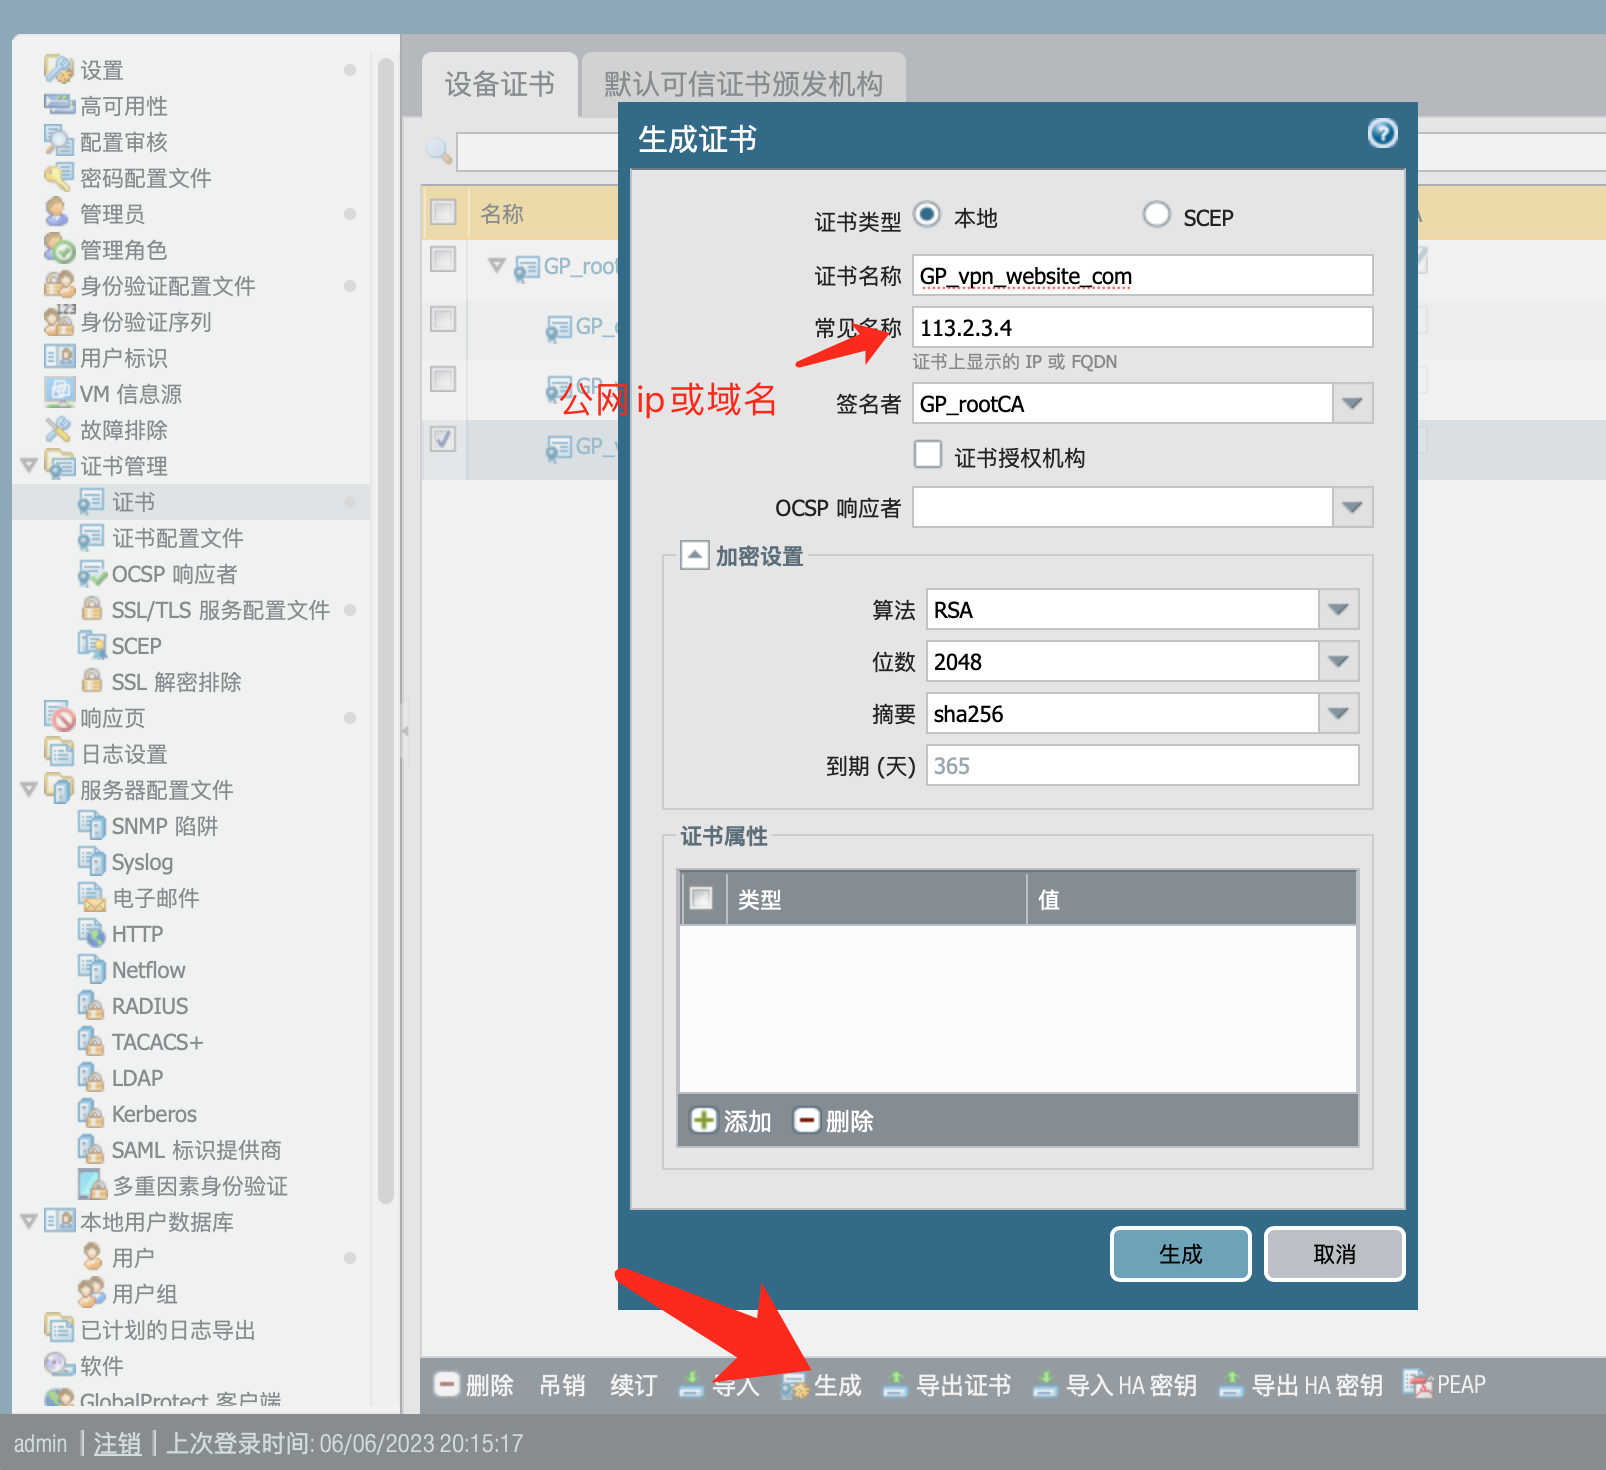 设置
高可用性
配置审核
密码配置文件
管理员
管理角色
身份验证配置文件
身份验证序列
用户标识
VM 信息源
故障排除
证书管理
证书
证书配置文件
OCSP 响应者
SSL/TLS 服务配置文件
SCEP
SSL 解密排除
响应页
日志设置
服务器配置文件
SNMP 陷阱
Syslog
电子邮件
HTTP
Netflow
RADIUS
TACACS+
LDAP
Kerberos
SAML 标识提供商
多重因素身份验证
本地用户数据库
用户
用户组
已计划的日志导出
软件
GlobalProtect 客户端
设备证书 默认可信证书颁发机构
名称
GP_root
GP_
GP_
GP_
生成证书
证书类型 本地 SCEP
证书名称 GP_vpn_website_com
常见名称 113.2.3.4
证书上显示的 IP 或 FQDN
公网ip或域名
签名者 GP_rootCA
证书授权机构
OCSP 响应者
加密设置
算法 RSA
位数 2048
摘要 sha256
到期 (天) 365
证书属性
类型 值
添加 删除
生成 取消
删除 吊销 续订 导入 生成 导出证书 导入 HA 密钥 导出 HA 密钥 PEAP
admin | 注销 | 上次登录时间: 06/06/2023 20:15:17